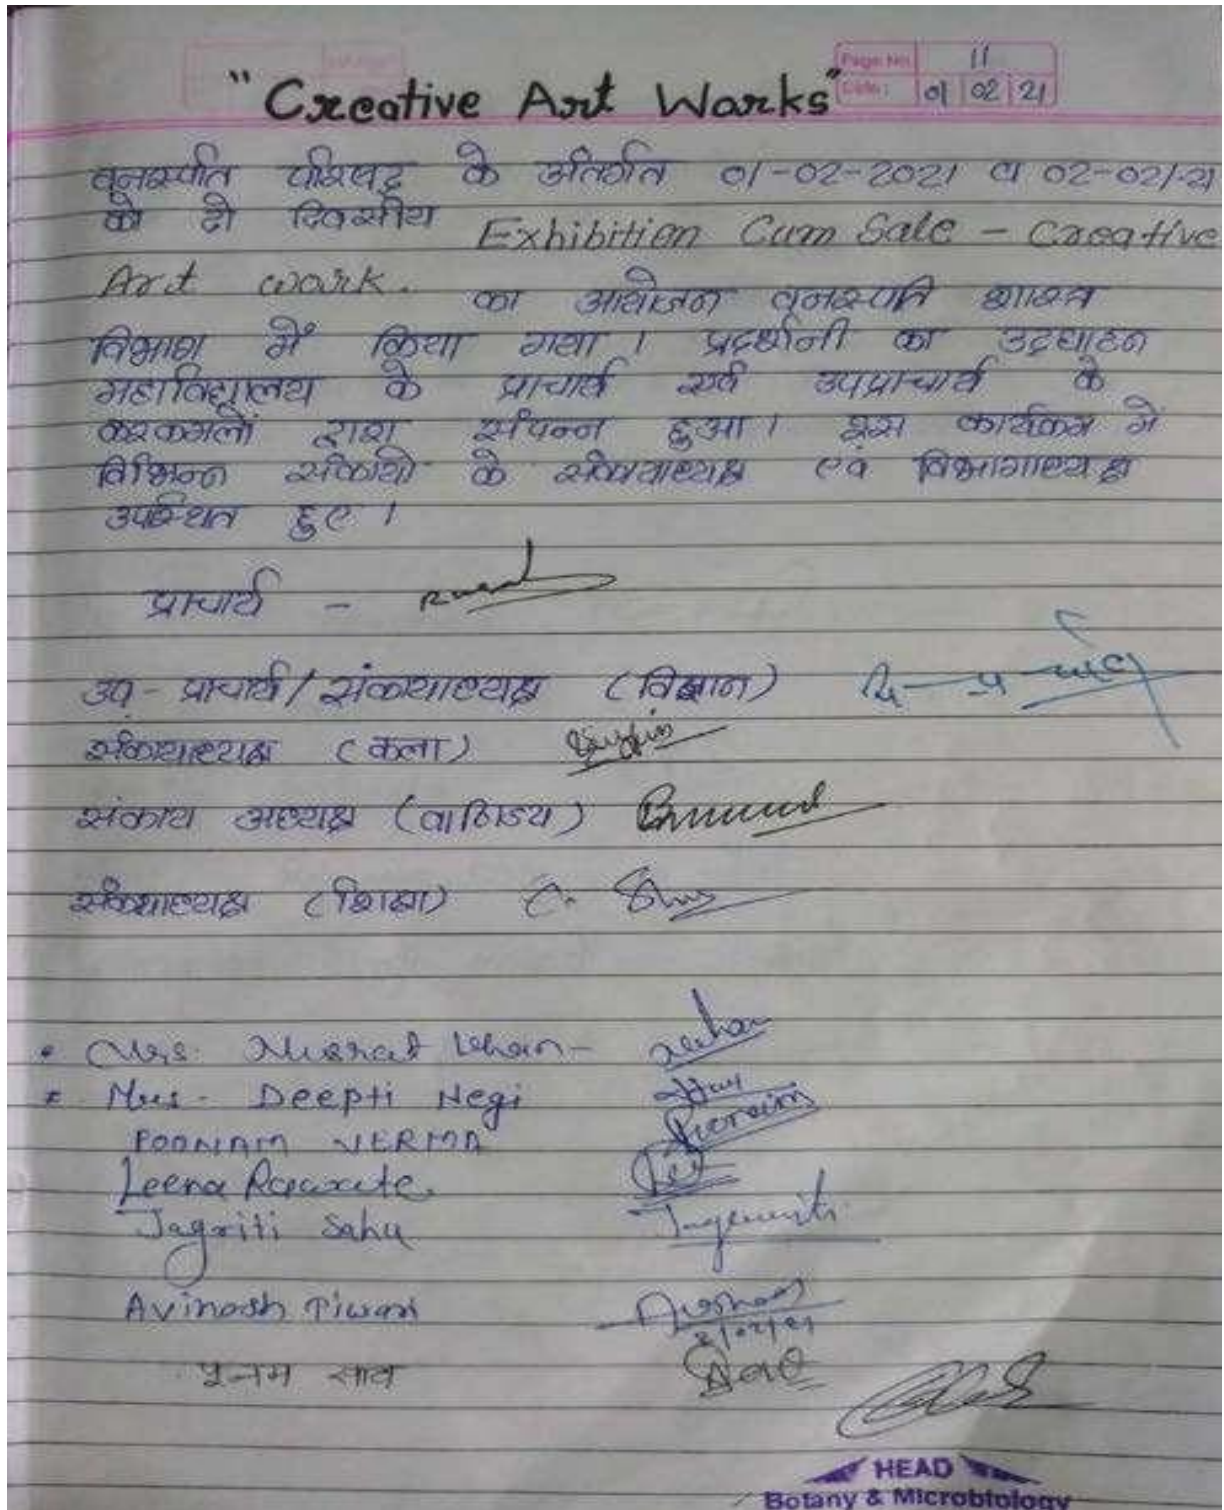 Page No. 11
Date: 01 02 21
"Creative Art Works"
वनस्पति परिषद के अंतर्गत 01-02-2021 व 02-02-21
को दो दिवसीय Exhibition Cum Sale - Creative
Art work. का आयोजन वनस्पति शास्त्र
विभाग में किया गया । प्रदर्शनी का उद्घाटन
महाविद्यालय के प्राचार्य एवं उपप्राचार्य के
करकमलों द्वारा संपन्न हुआ । इस कार्यक्रम में
विभिन्न संकायो के संकायाध्यक्ष एवं विभागाध्यक्ष
उपस्थित हुए ।
प्राचार्य -
उप - प्राचार्य / संकायाध्यक्ष (विज्ञान)
संकायाध्यक्ष (कला)
संकाय अध्यक्ष (वाणिज्य)
संकायाध्यक्ष (शिक्षा)
Mrs. Nusrat Khan -
Mrs. Deepti Negi
POONAM VERMA
Leena
Jagriti Sahu
Avinash Tiwari
पूनम साव
HEAD
Botany & Microbiology